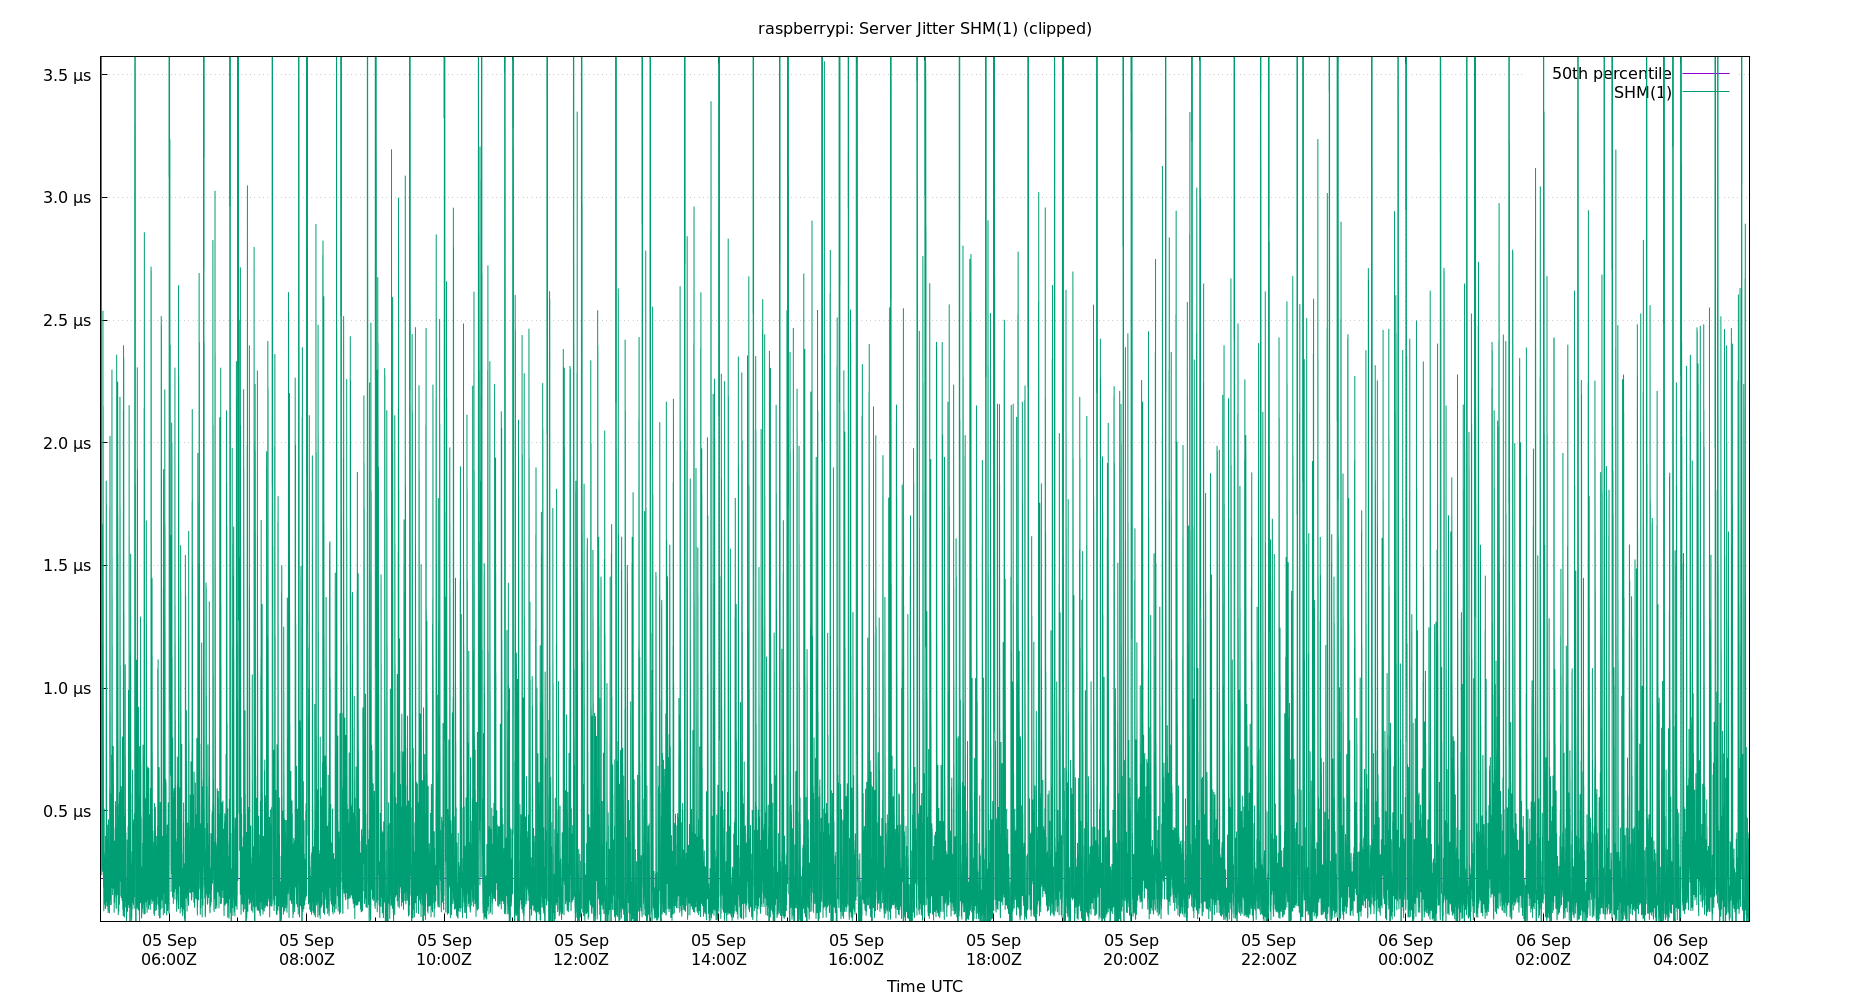 raspberrypi: Server Jitter SHM(1) (clipped)
50th percentile
SHM(1)
3.5 µs
3.0 µs
2.5 µs
2.0 µs
1.5 µs
1.0 µs
0.5 µs
05 Sep 05 Sep 05 Sep 05 Sep 05 Sep 05 Sep 05 Sep 05 Sep 05 Sep 06 Sep 06 Sep 06 Sep
06:00Z 08:00Z 10:00Z 12:00Z 14:00Z 16:00Z 18:00Z 20:00Z 22:00Z 00:00Z 02:00Z 04:00Z
Time UTC